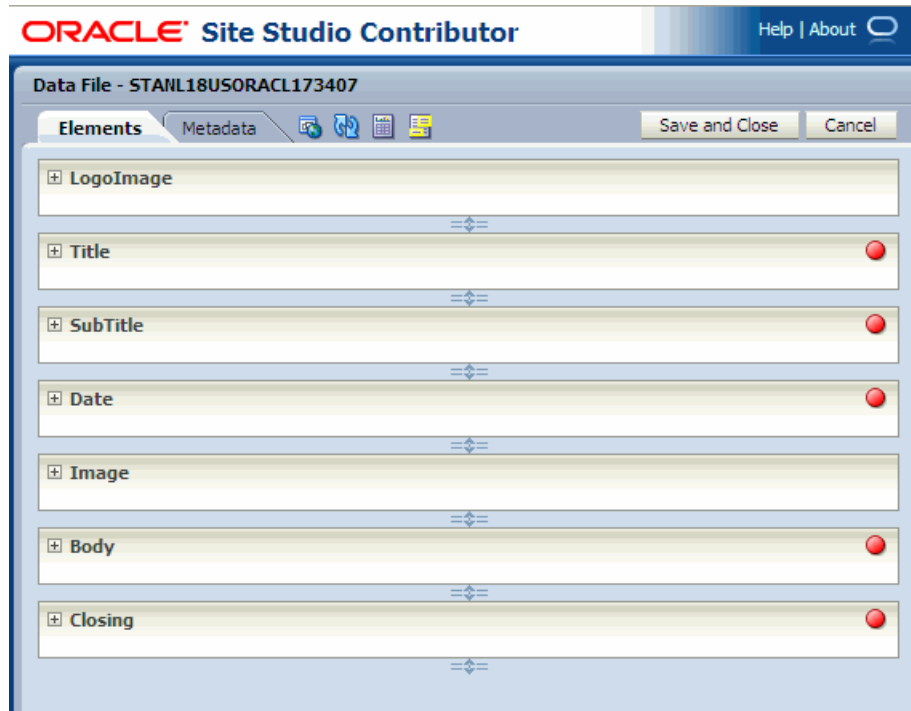 ORACLE Site Studio Contributor
Help | About
Data File - STANL18USORACL173407
Elements Metadata Save and Close Cancel
LogoImage
Title
SubTitle
Date
Image
Body
Closing